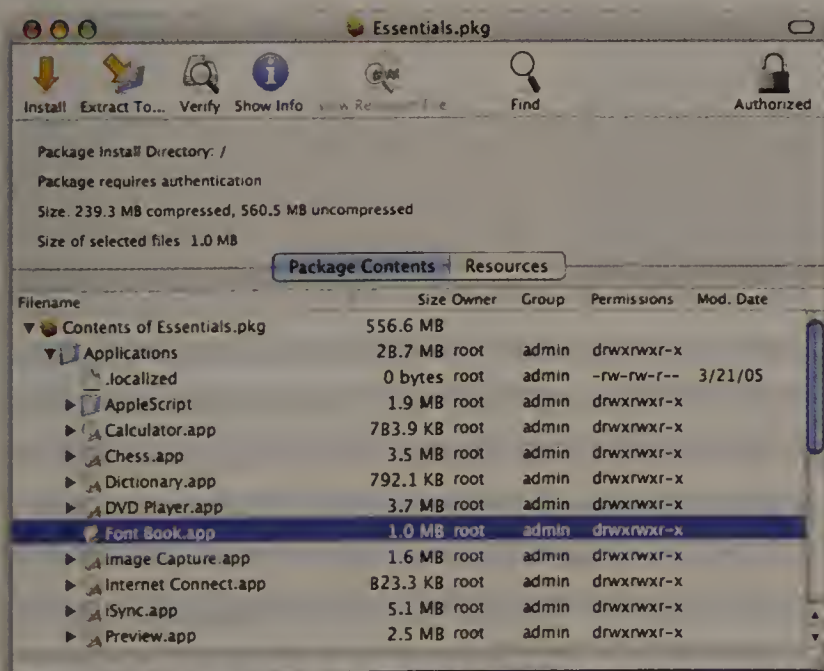 Essentials.pkg
Install Extract To... Verify Show Info Find Authorized
Package Install Directory: /
Package requires authentication
Size. 239.3 MB compressed, 560.5 MB uncompressed
Size of selected files 1.0 MB
Package Contents Resources
Filename Size Owner Group Permissions Mod. Date
Contents of Essentials.pkg 556.6 MB
Applications 28.7 MB root admin drwxrwxr-x
.localized 0 bytes root admin -rw-rw-r-- 3/21/05
AppleScript 1.9 MB root admin drwxrwxr-x
Calculator.app 783.9 KB root admin drwxrwxr-x
Chess.app 3.5 MB root admin drwxrwxr-x
Dictionary.app 792.1 KB root admin drwxrwxr-x
DVD Player.app 3.7 MB root admin drwxrwxr-x
Font Book.app 1.0 MB root admin drwxrwxr-x
Image Capture.app 1.6 MB root admin drwxrwxr-x
Internet Connect.app 823.3 KB root admin drwxrwxr-x
iSync.app 5.1 MB root admin drwxrwxr-x
Preview.app 2.5 MB root admin drwxrwxr-x